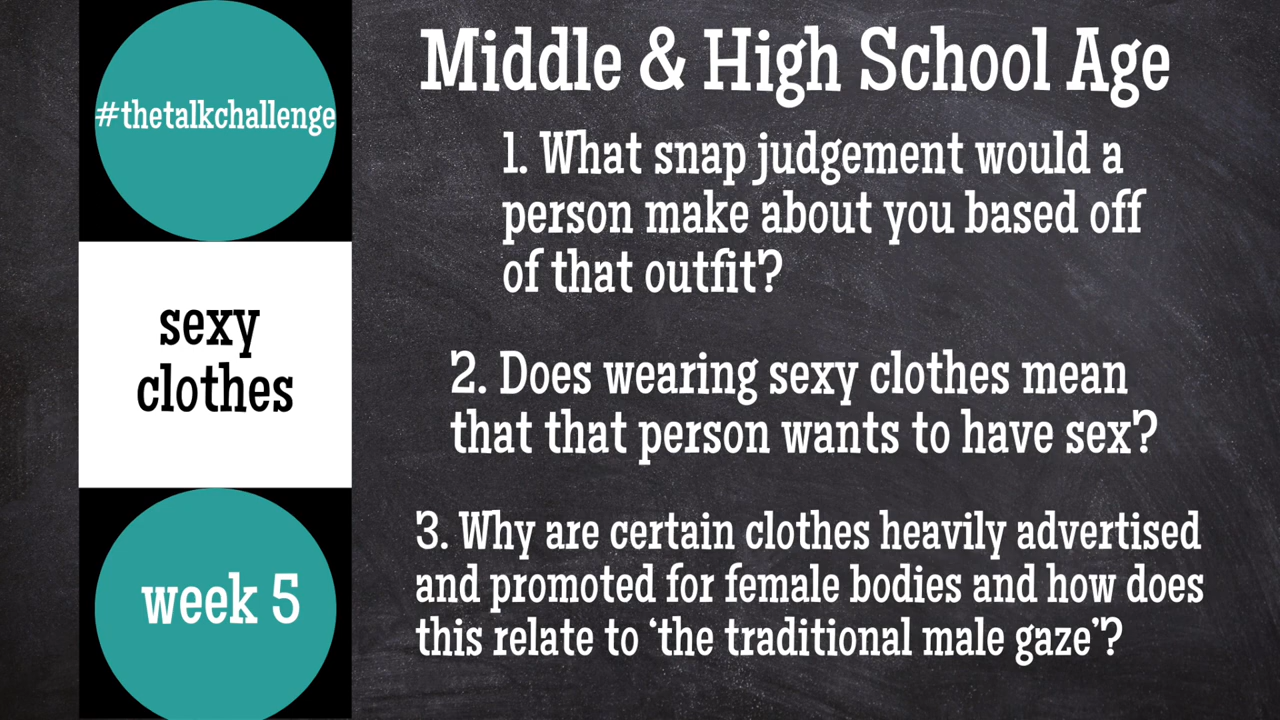 #thetalkchallenge
sexy
clothes
week 5
Middle & High School Age
1. What snap judgement would a
person make about you based off
of that outfit?
2. Does wearing sexy clothes mean
that that person wants to have sex?
3. Why are certain clothes heavily advertised
and promoted for female bodies and how does
this relate to ‘the traditional male gaze’?